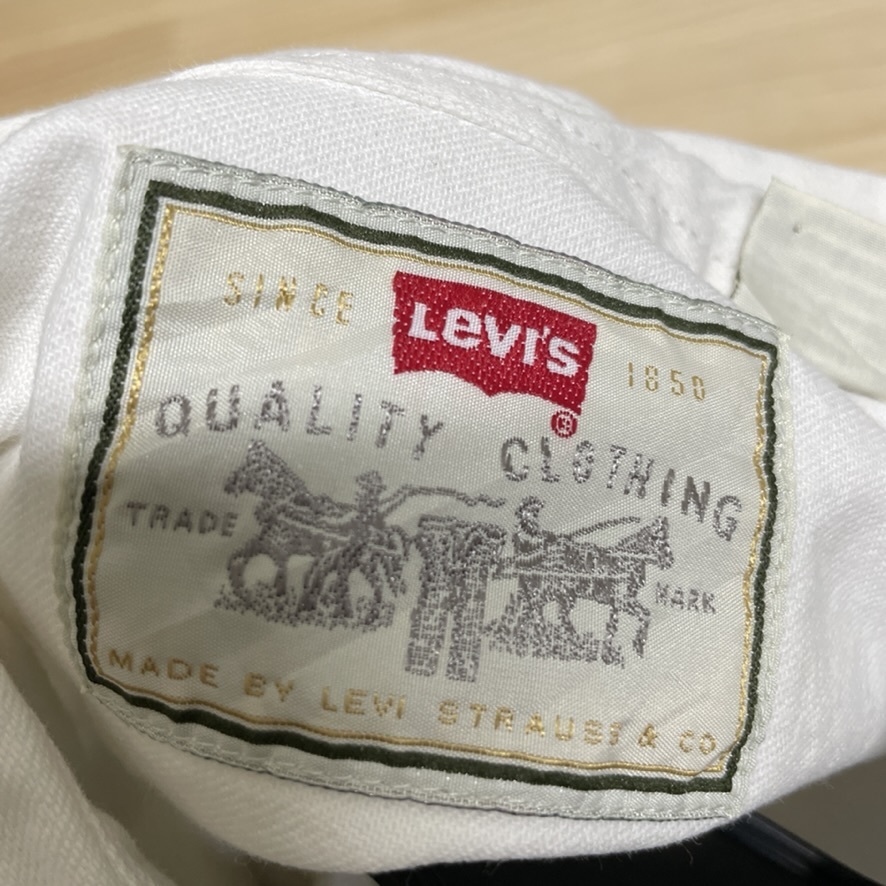 SINCE Levi's 1850
®
QUALITY CLOTHING
TRADE MARK
MADE BY LEVI STRAUSS & CO